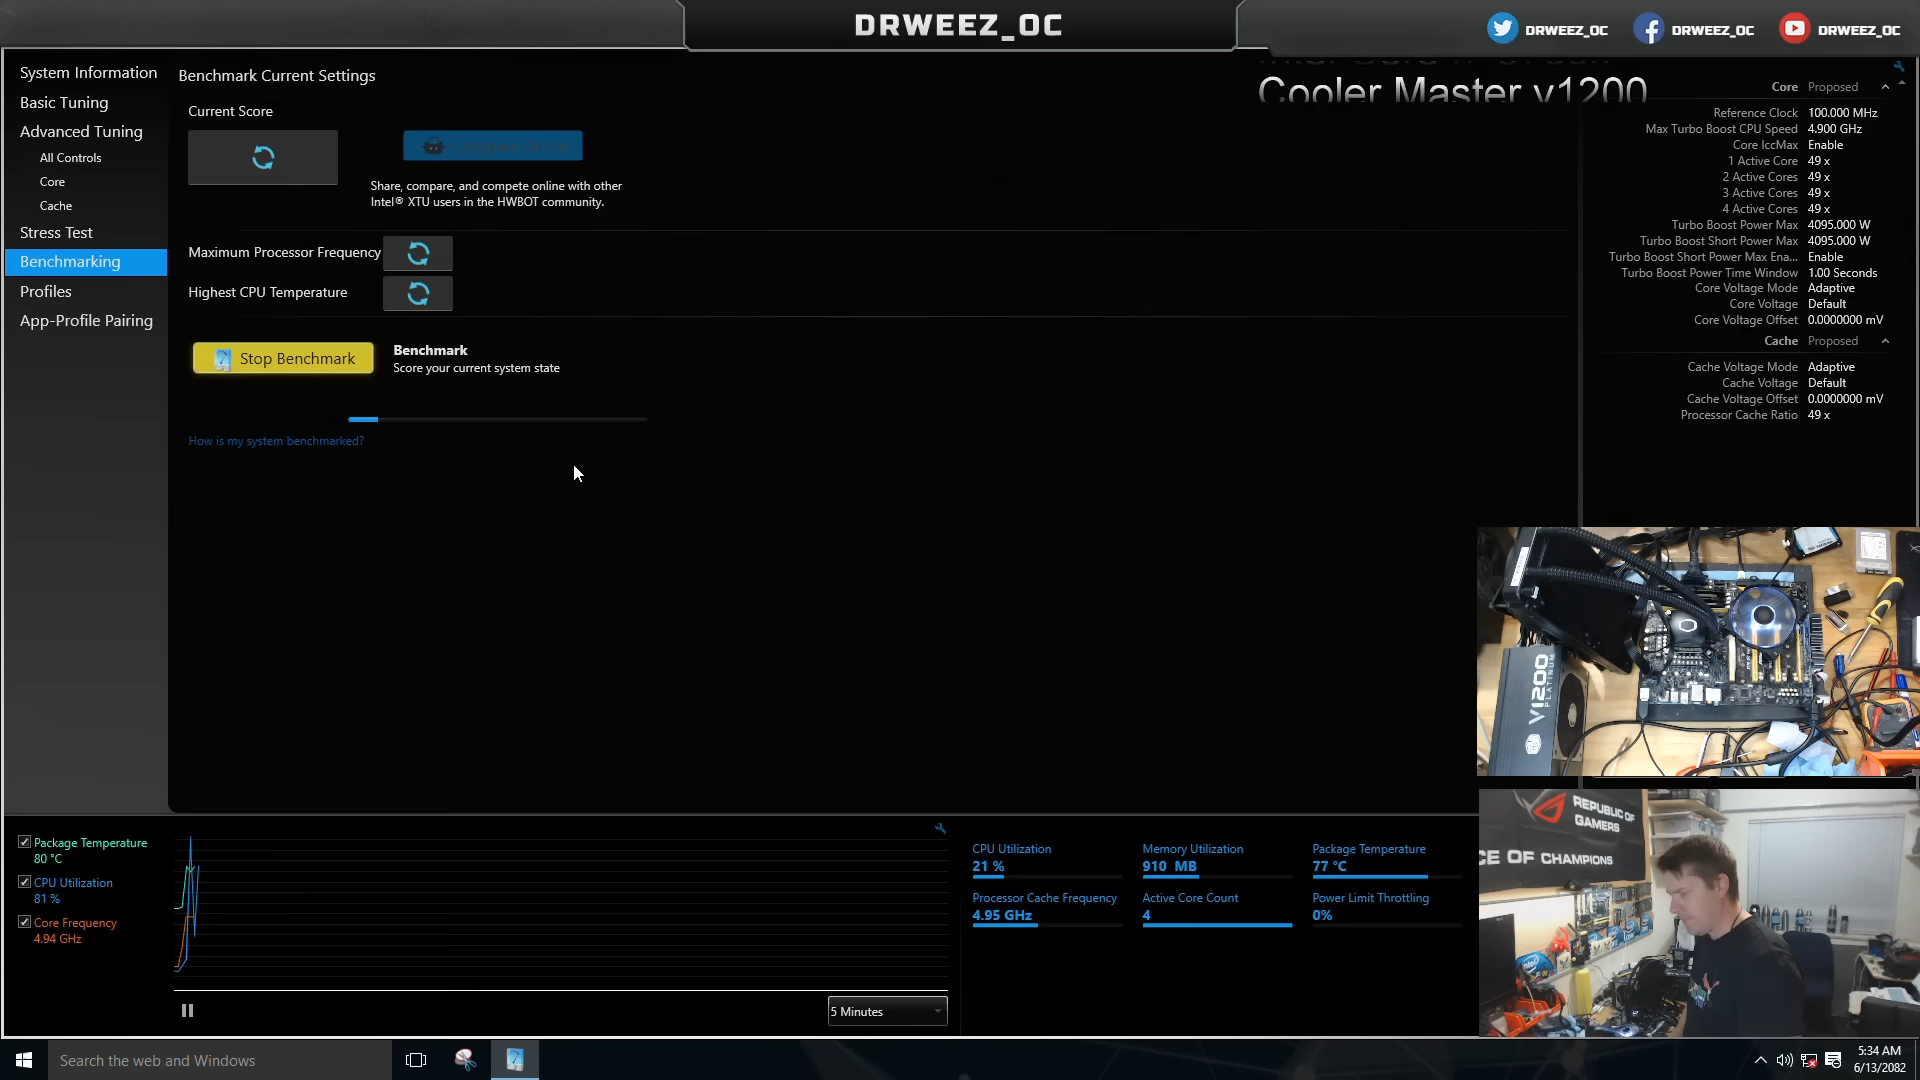 DRWEEZ_OC
DRWEEZ_OC
DRWEEZ_OC
DRWEEZ_OC
System Information
Basic Tuning
Advanced Tuning
All Controls
Core
Cache
Stress Test
Benchmarking
Profiles
App-Profile Pairing
Benchmark Current Settings
Current Score
Share, compare, and compete online with other
Intel® XTU users in the HWBOT community.
Maximum Processor Frequency
Highest CPU Temperature
Stop Benchmark
Benchmark
Score your current system state
How is my system benchmarked?
Cooler Master v1200
Core Proposed
Reference Clock 100.000 MHz
Max Turbo Boost CPU Speed 4.900 GHz
Core IccMax Enable
1 Active Core 49 x
2 Active Cores 49 x
3 Active Cores 49 x
4 Active Cores 49 x
Turbo Boost Power Max 4095.000 W
Turbo Boost Short Power Max 4095.000 W
Turbo Boost Short Power Max Ena... Enable
Turbo Boost Power Time Window 1.00 Seconds
Core Voltage Mode Adaptive
Core Voltage Default
Core Voltage Offset 0.0000000 mV
Cache Proposed
Cache Voltage Mode Adaptive
Cache Voltage Default
Cache Voltage Offset 0.0000000 mV
Processor Cache Ratio 49 x
V1200
PLATINUM
REPUBLIC OF
GAMERS
CE OF CHAMPIONS
Package Temperature
80 °C
CPU Utilization
81 %
Core Frequency
4.94 GHz
5 Minutes
CPU Utilization
21 %
Memory Utilization
910 MB
Package Temperature
77 °C
Processor Cache Frequency
4.95 GHz
Active Core Count
4
Power Limit Throttling
0%
Search the web and Windows
5:34 AM
6/13/2082